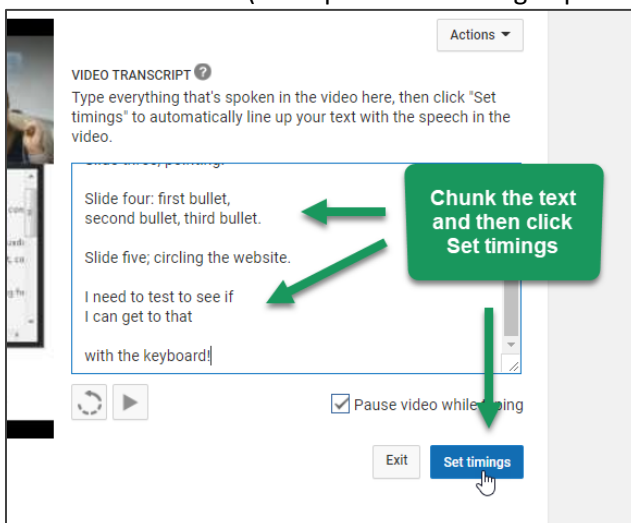 Actions
VIDEO TRANSCRIPT ?
Type everything that's spoken in the video here, then click "Set
timings" to automatically line up your text with the speech in the
video.
Slide four: first bullet,
second bullet, third bullet.
Slide five; circling the website.
I need to test to see if
I can get to that
with the keyboard!
Chunk the text
and then click
Set timings
Pause video while
Exit
Set timings